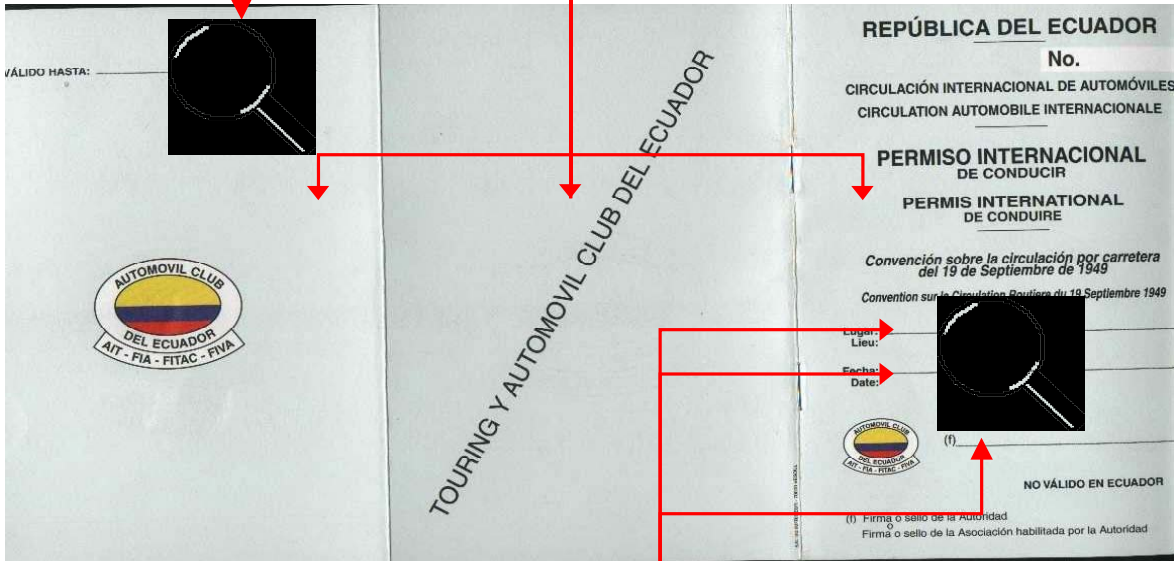 VÁLIDO HASTA:
AUTOMOVIL CLUB
DEL ECUADOR
AIT - FIA - FITAC - FIVA
TOURING Y AUTOMOVIL CLUB DEL ECUADOR
REPÚBLICA DEL ECUADOR
No.
CIRCULACIÓN INTERNACIONAL DE AUTOMÓVILES
CIRCULATION AUTOMOBILE INTERNACIONALE
PERMISO INTERNACIONAL
DE CONDUCIR
PERMIS INTERNATIONAL
DE CONDUIRE
Convención sobre la circulación por carretera
del 19 de Septiembre de 1949
Convention sur la Circulation Routiere du 19 Septiembre 1949
Lugar:
Lieu:
Fecha:
Date:
AUTOMOVIL CLUB
DEL ECUADOR
AIT - FIA - FITAC - FIVA
(f)
NO VÁLIDO EN ECUADOR
(f) Firma o sello de la Autoridad
o
Firma o sello de la Asociación habilitada por la Autoridad